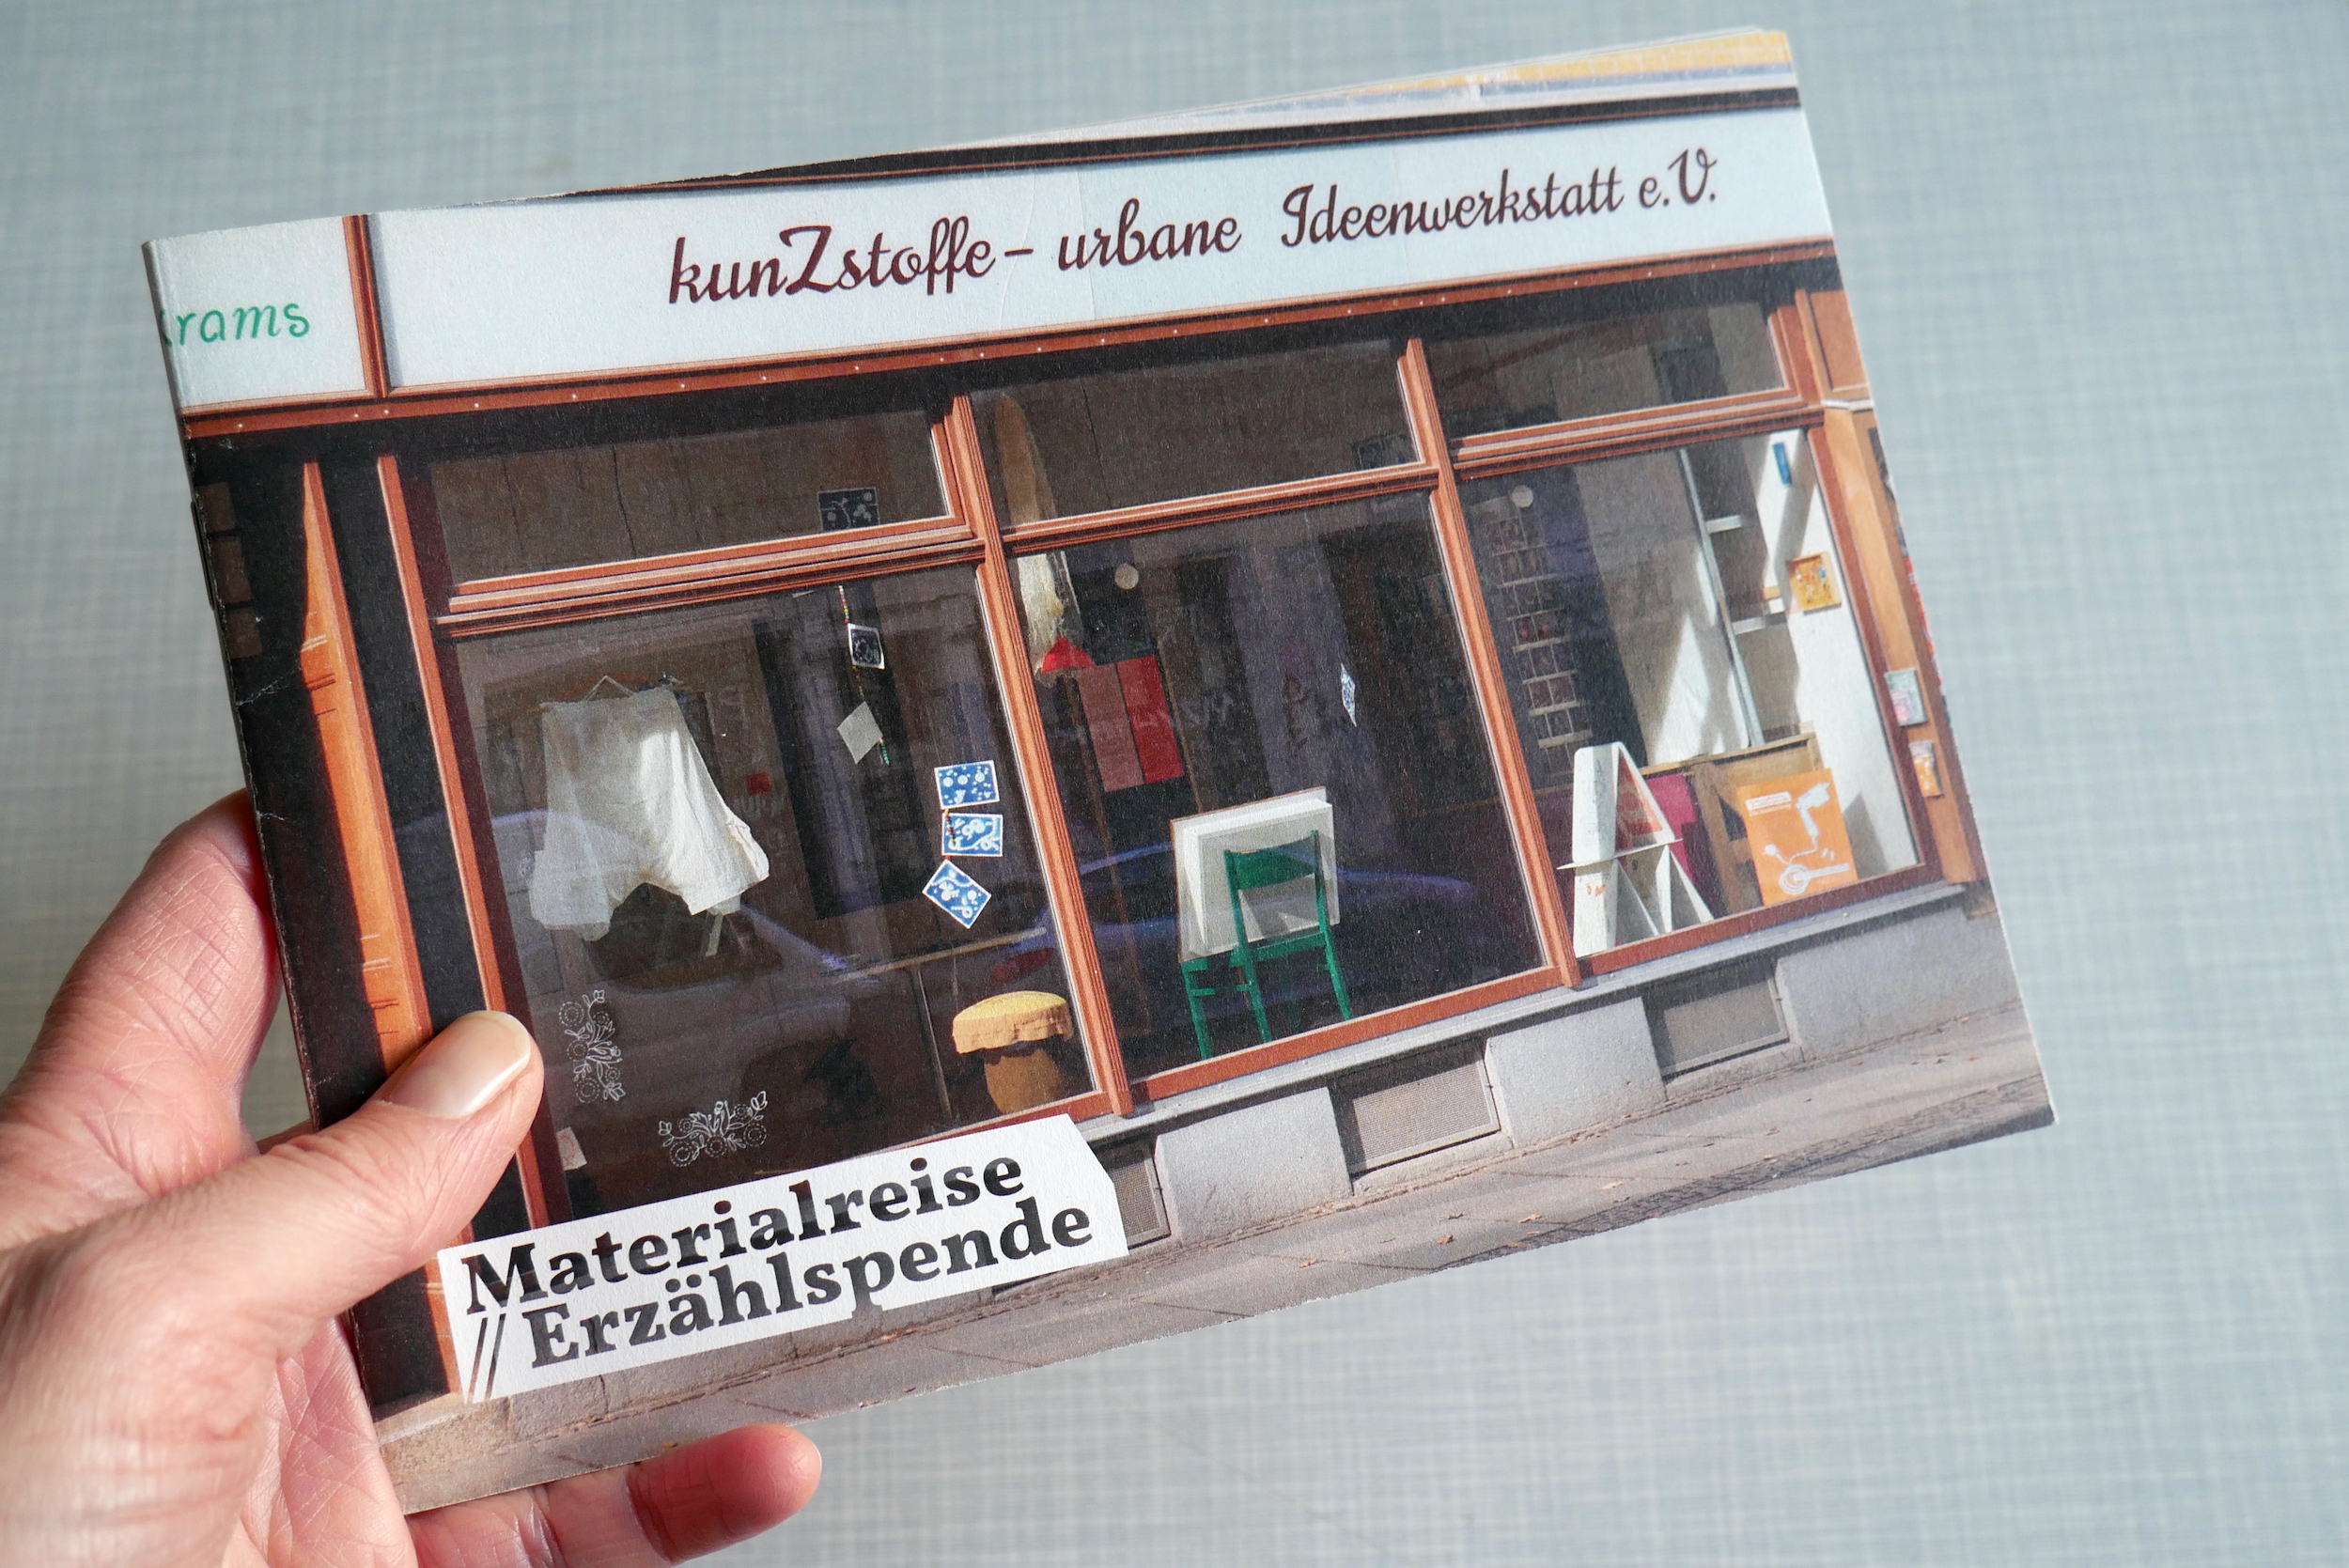 kunZstoffe – urbane Ideenwerkstatt e.V.
rams
Materialreise
// Erzählspende